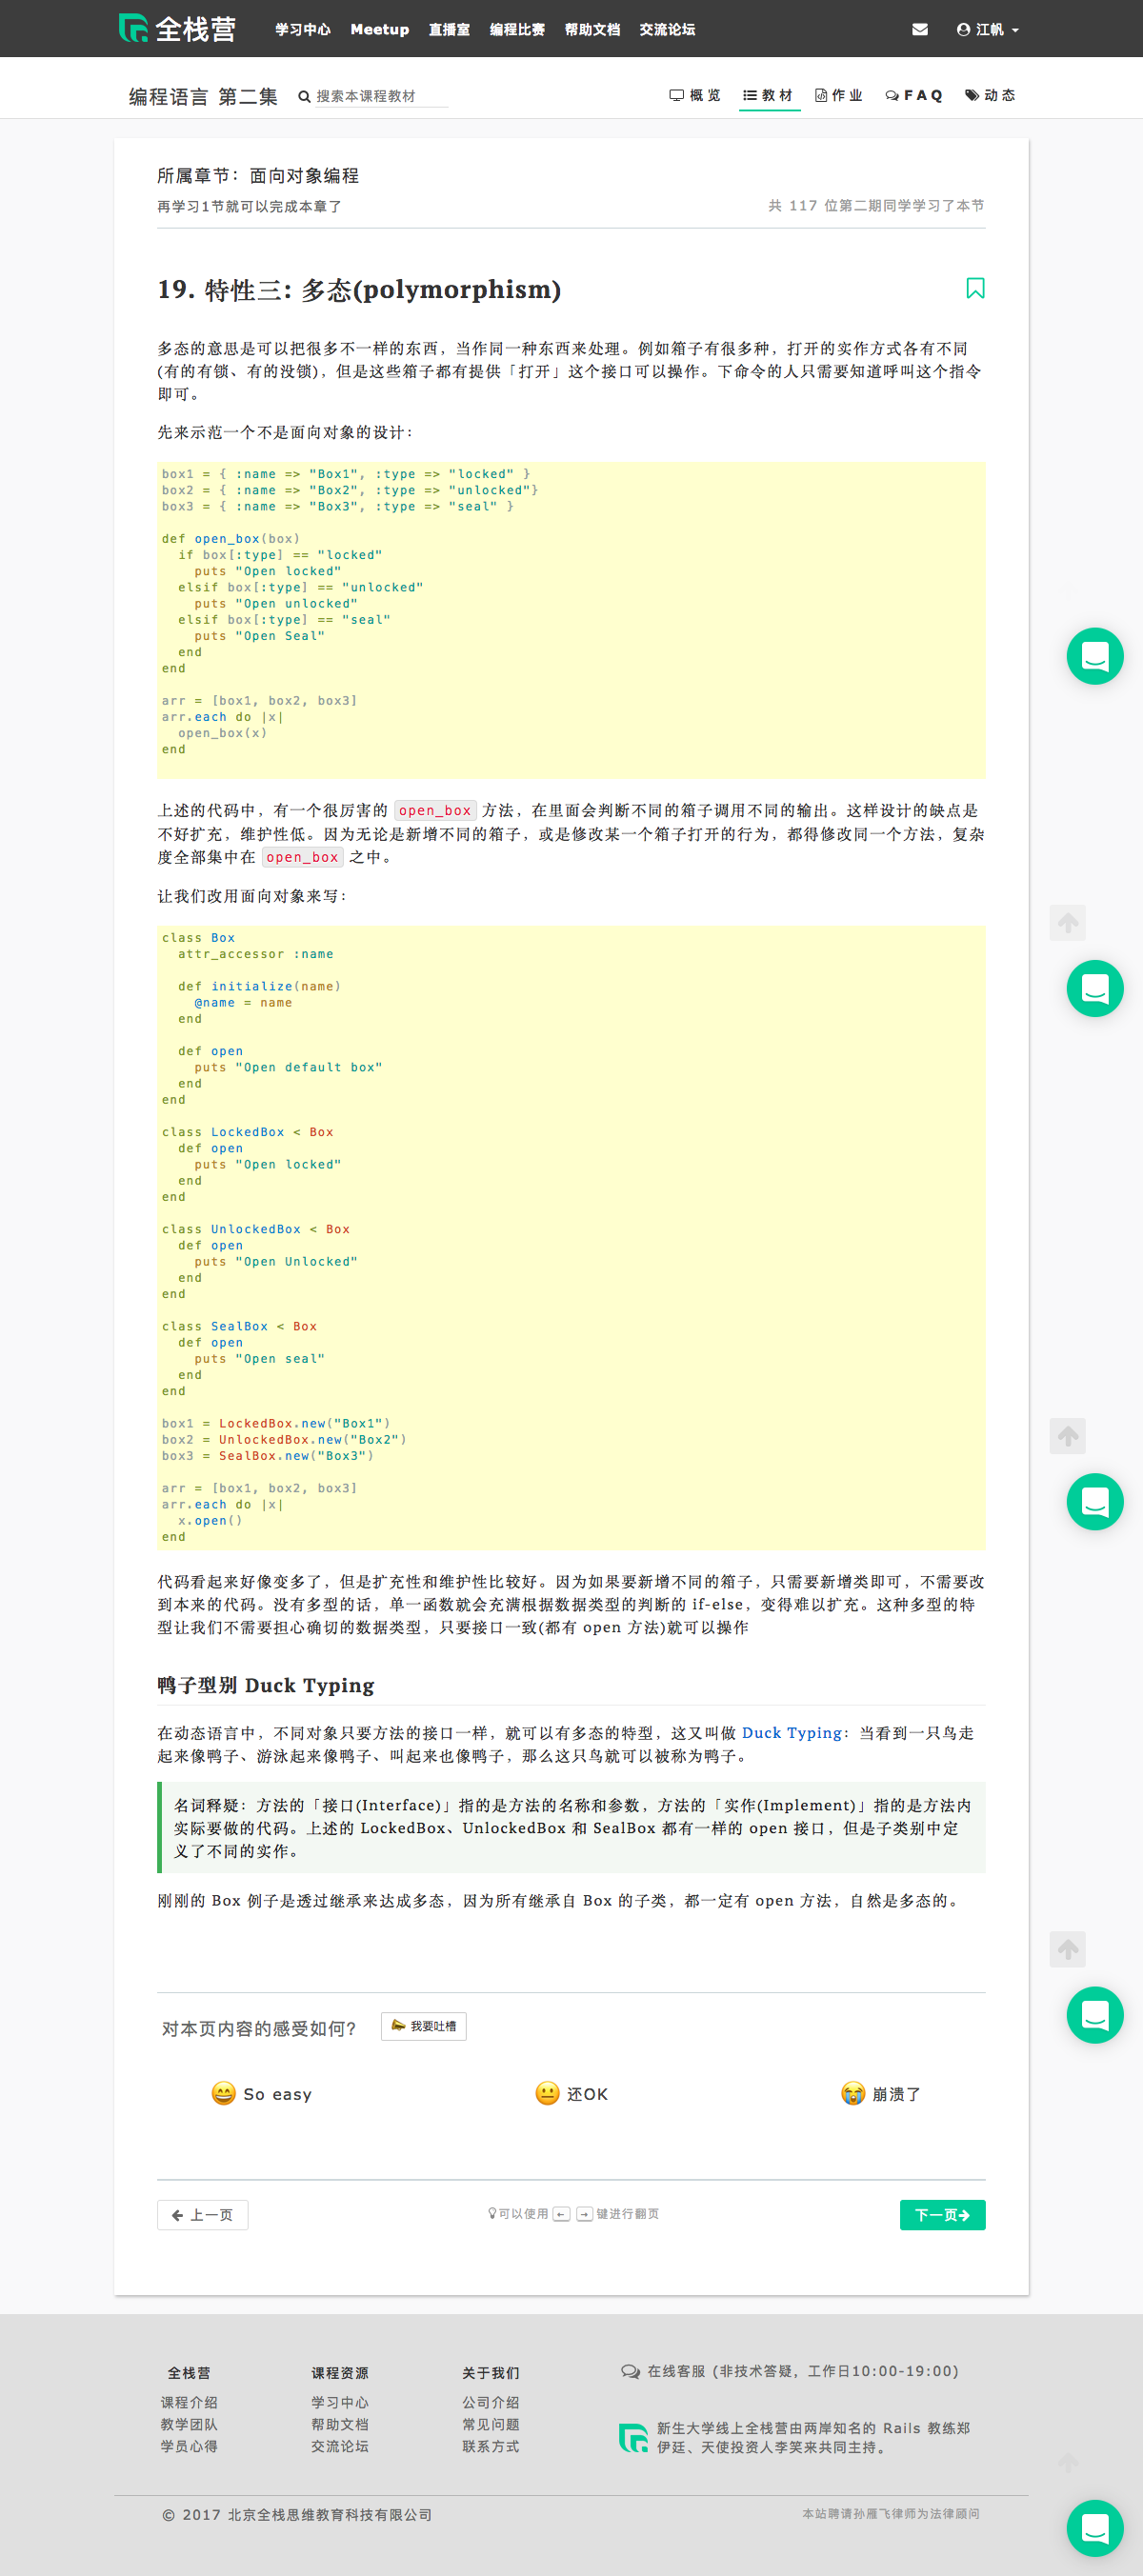 全栈营 学习中心 Meetup 直播室 编程比赛 帮助文档 交流论坛 江帆
编程语言 第二集 搜索本课程教材 概览 教材 作业 FAQ 动态
所属章节：面向对象编程
再学习1节就可以完成本章了 共 117 位第二期同学学习了本节
19. 特性三: 多态(polymorphism)
多态的意思是可以把很多不一样的东西，当作同一种东西来处理。例如箱子有很多种，打开的实作方式各有不同
(有的有锁、有的没锁)，但是这些箱子都有提供「打开」这个接口可以操作。下命令的人只需要知道呼叫这个指令
即可。
先来示范一个不是面向对象的设计：
box1 = { :name => "Box1", :type => "locked" }
box2 = { :name => "Box2", :type => "unlocked"}
box3 = { :name => "Box3", :type => "seal" }
def open_box(box)
  if box[:type] == "locked"
    puts "Open locked"
  elsif box[:type] == "unlocked"
    puts "Open unlocked"
  elsif box[:type] == "seal"
    puts "Open Seal"
  end
end
arr = [box1, box2, box3]
arr.each do |x|
  open_box(x)
end
上述的代码中，有一个很厉害的 open_box 方法，在里面会判断不同的箱子调用不同的输出。这样设计的缺点是
不好扩充，维护性低。因为无论是新增不同的箱子，或是修改某一个箱子打开的行为，都得修改同一个方法，复杂
度全部集中在 open_box 之中。
让我们改用面向对象来写：
class Box
  attr_accessor :name
  def initialize(name)
    @name = name
  end
  def open
    puts "Open default box"
  end
end
class LockedBox < Box
  def open
    puts "Open locked"
  end
end
class UnlockedBox < Box
  def open
    puts "Open Unlocked"
  end
end
class SealBox < Box
  def open
    puts "Open seal"
  end
end
box1 = LockedBox.new("Box1")
box2 = UnlockedBox.new("Box2")
box3 = SealBox.new("Box3")
arr = [box1, box2, box3]
arr.each do |x|
  x.open()
end
代码看起来好像变多了，但是扩充性和维护性比较好。因为如果要新增不同的箱子，只需要新增类即可，不需要改
到本来的代码。没有多型的话，单一函数就会充满根据数据类型的判断的 if-else，变得难以扩充。这种多型的特
型让我们不需要担心确切的数据类型，只要接口一致(都有 open 方法)就可以操作
鸭子型别 Duck Typing
在动态语言中，不同对象只要方法的接口一样，就可以有多态的特型，这又叫做 Duck Typing：当看到一只鸟走
起来像鸭子、游泳起来像鸭子、叫起来也像鸭子，那么这只鸟就可以被称为鸭子。
名词释疑：方法的「接口(Interface)」指的是方法的名称和参数，方法的「实作(Implement)」指的是方法内
实际要做的代码。上述的 LockedBox、UnlockedBox 和 SealBox 都有一样的 open 接口，但是子类别中定
义了不同的实作。
刚刚的 Box 例子是透过继承来达成多态，因为所有继承自 Box 的子类，都一定有 open 方法，自然是多态的。
对本页内容的感受如何？ 我要吐槽
So easy 还OK 崩溃了
← 上一页 可以使用 ← → 键进行翻页 下一页→
全栈营 课程资源 关于我们 在线客服 (非技术答疑，工作日10:00-19:00)
课程介绍 学习中心 公司介绍
教学团队 帮助文档 常见问题 新生大学线上全栈营由两岸知名的 Rails 教练郑
学员心得 交流论坛 联系方式 伊廷、天使投资人李笑来共同主持。
© 2017 北京全栈思维教育科技有限公司 本站聘请孙雁飞律师为法律顾问